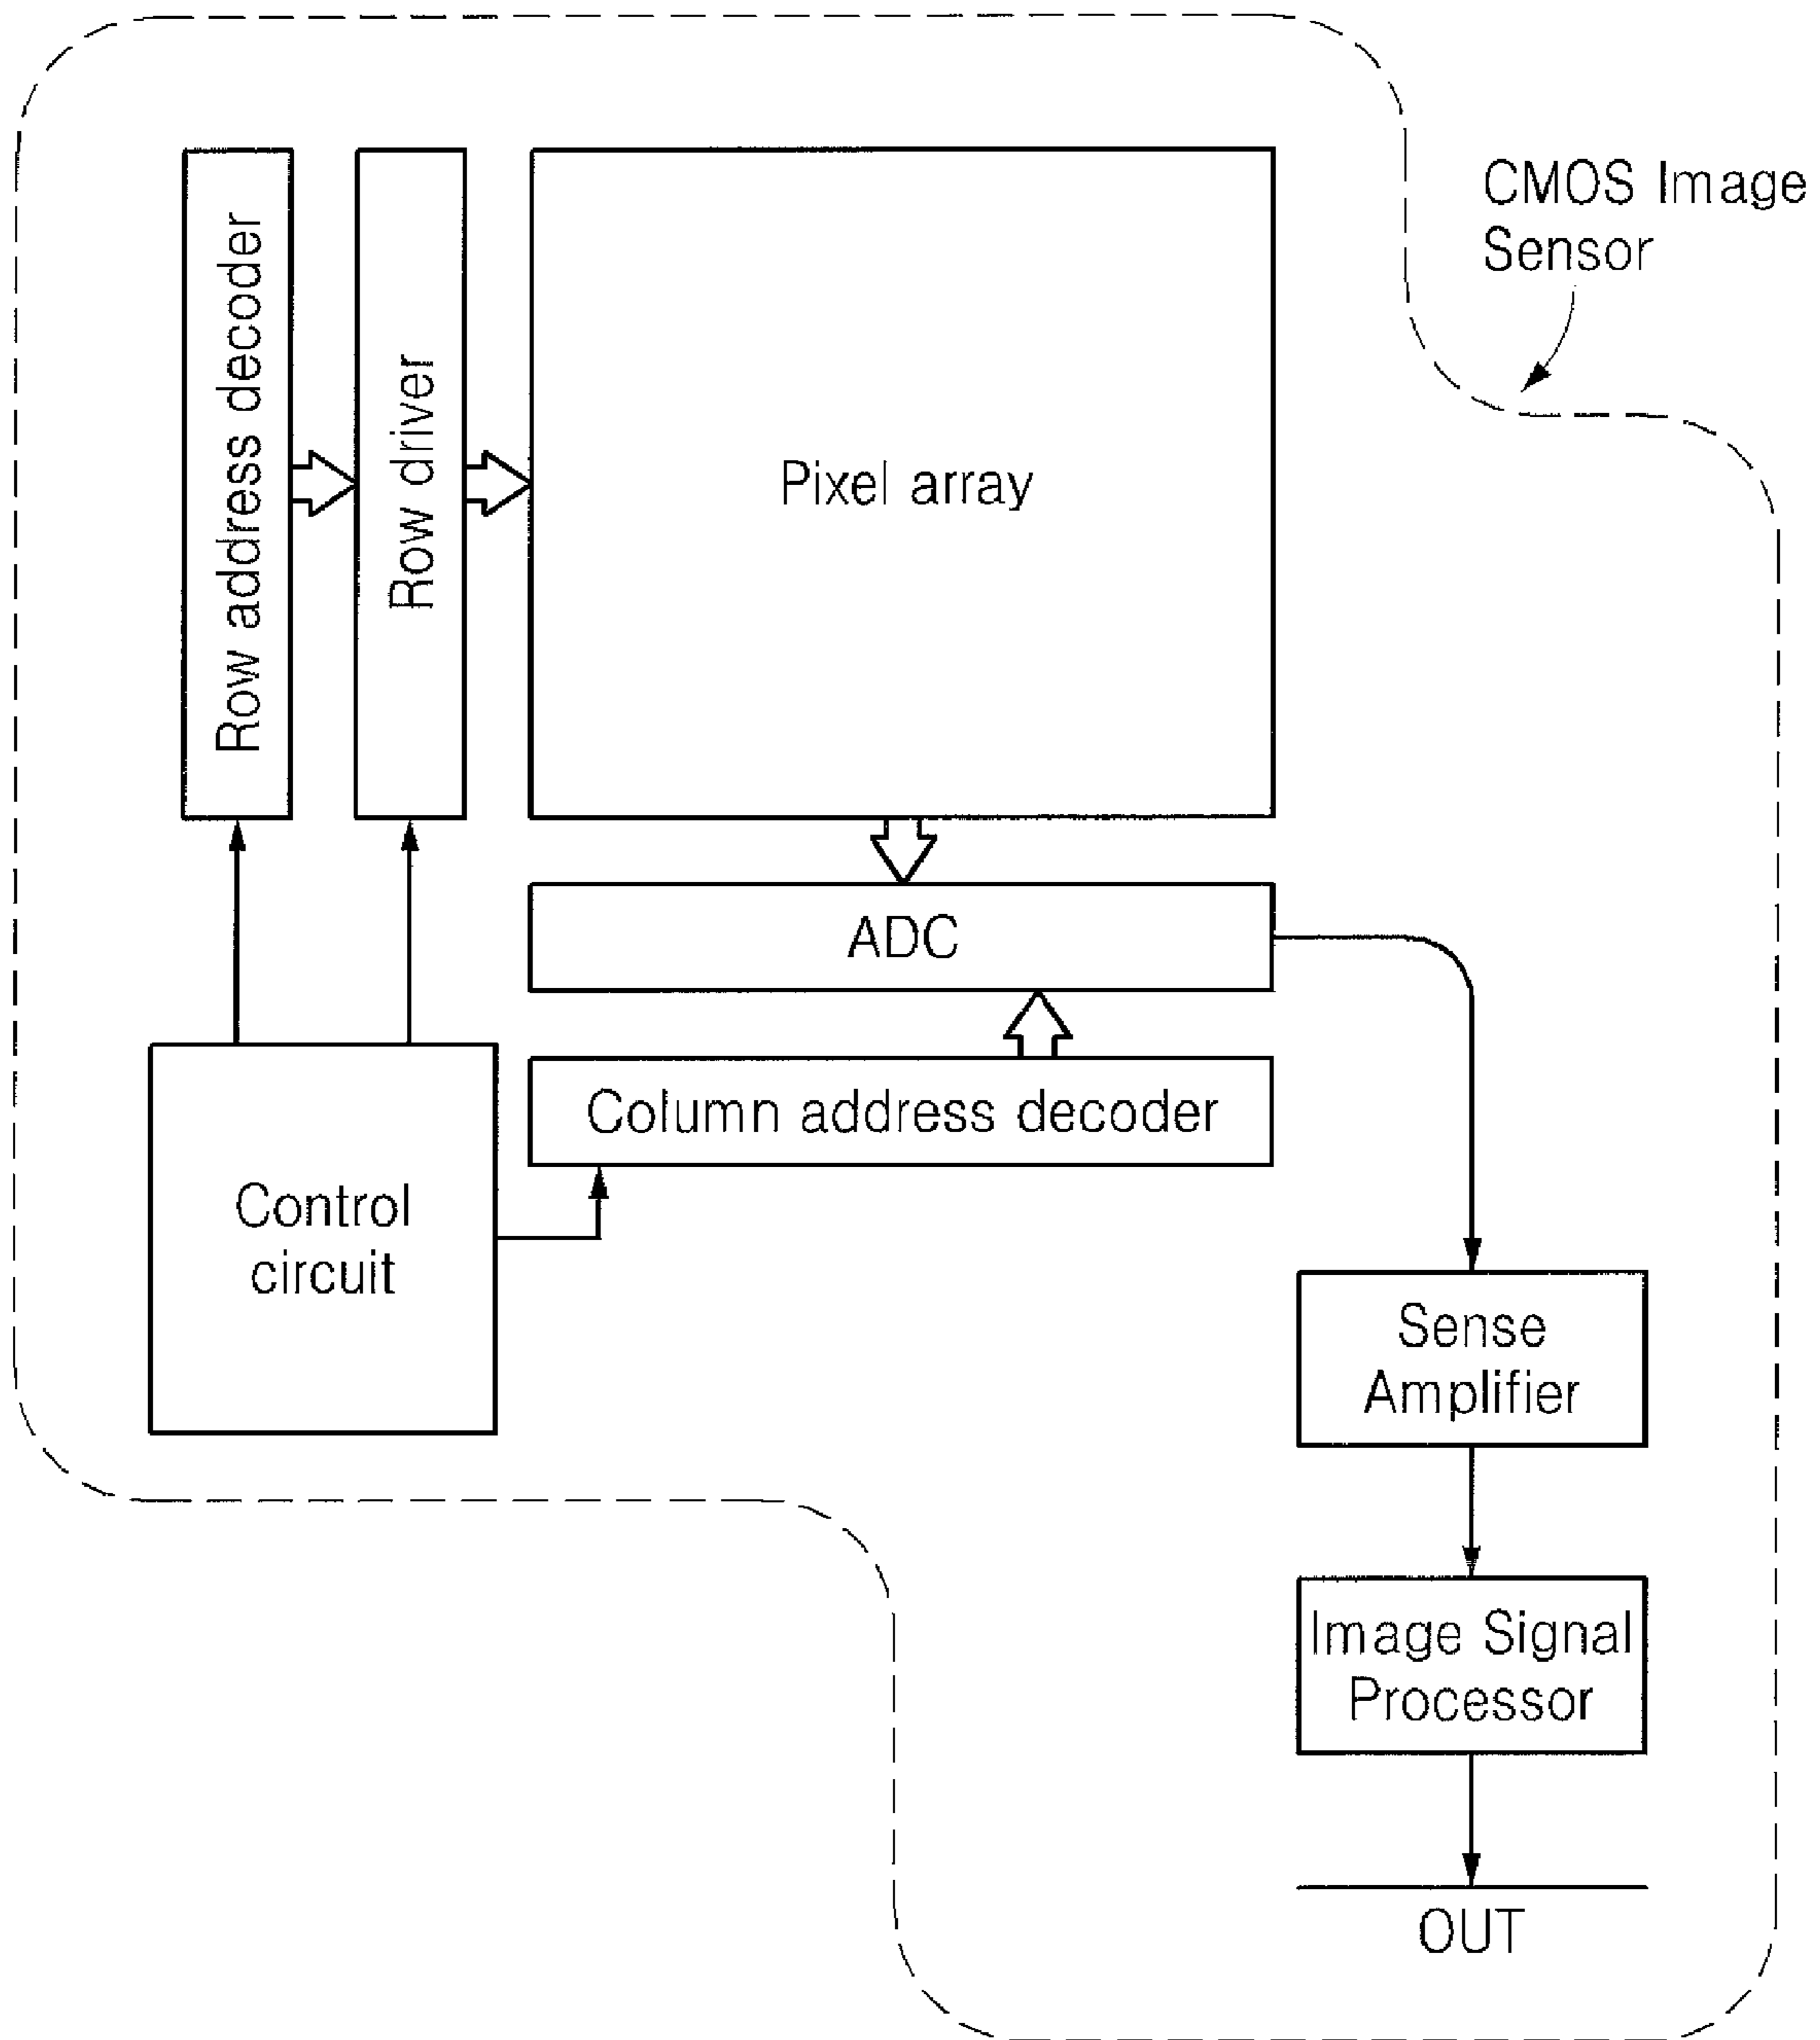 CMOS Image
Sensor
Row address decoder
Row driver
Pixel array
ADC
Column address decoder
Control
circuit
Sense
Amplifier
Image Signal
Processor
OUT